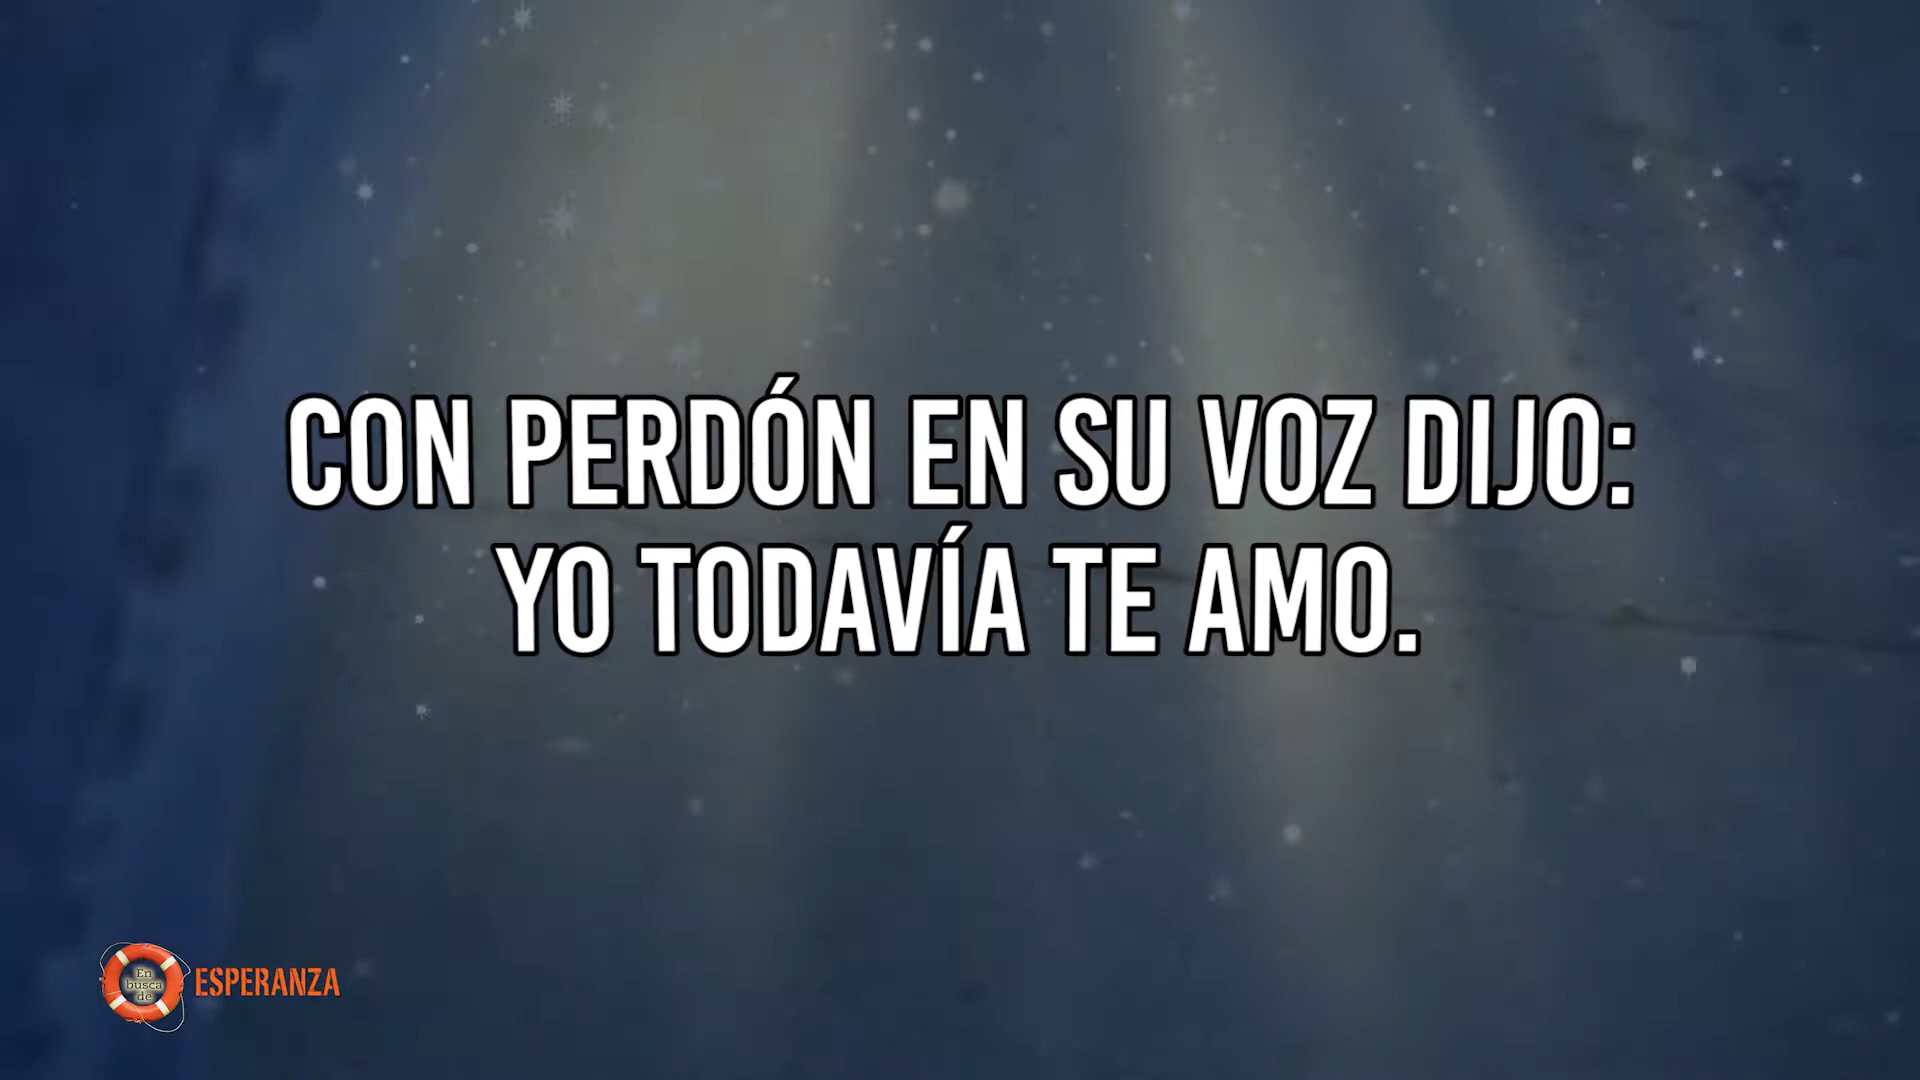 CON PERDÓN EN SU VOZ DIJO:
YO TODAVÍA TE AMO.
En
busca
de
ESPERANZA